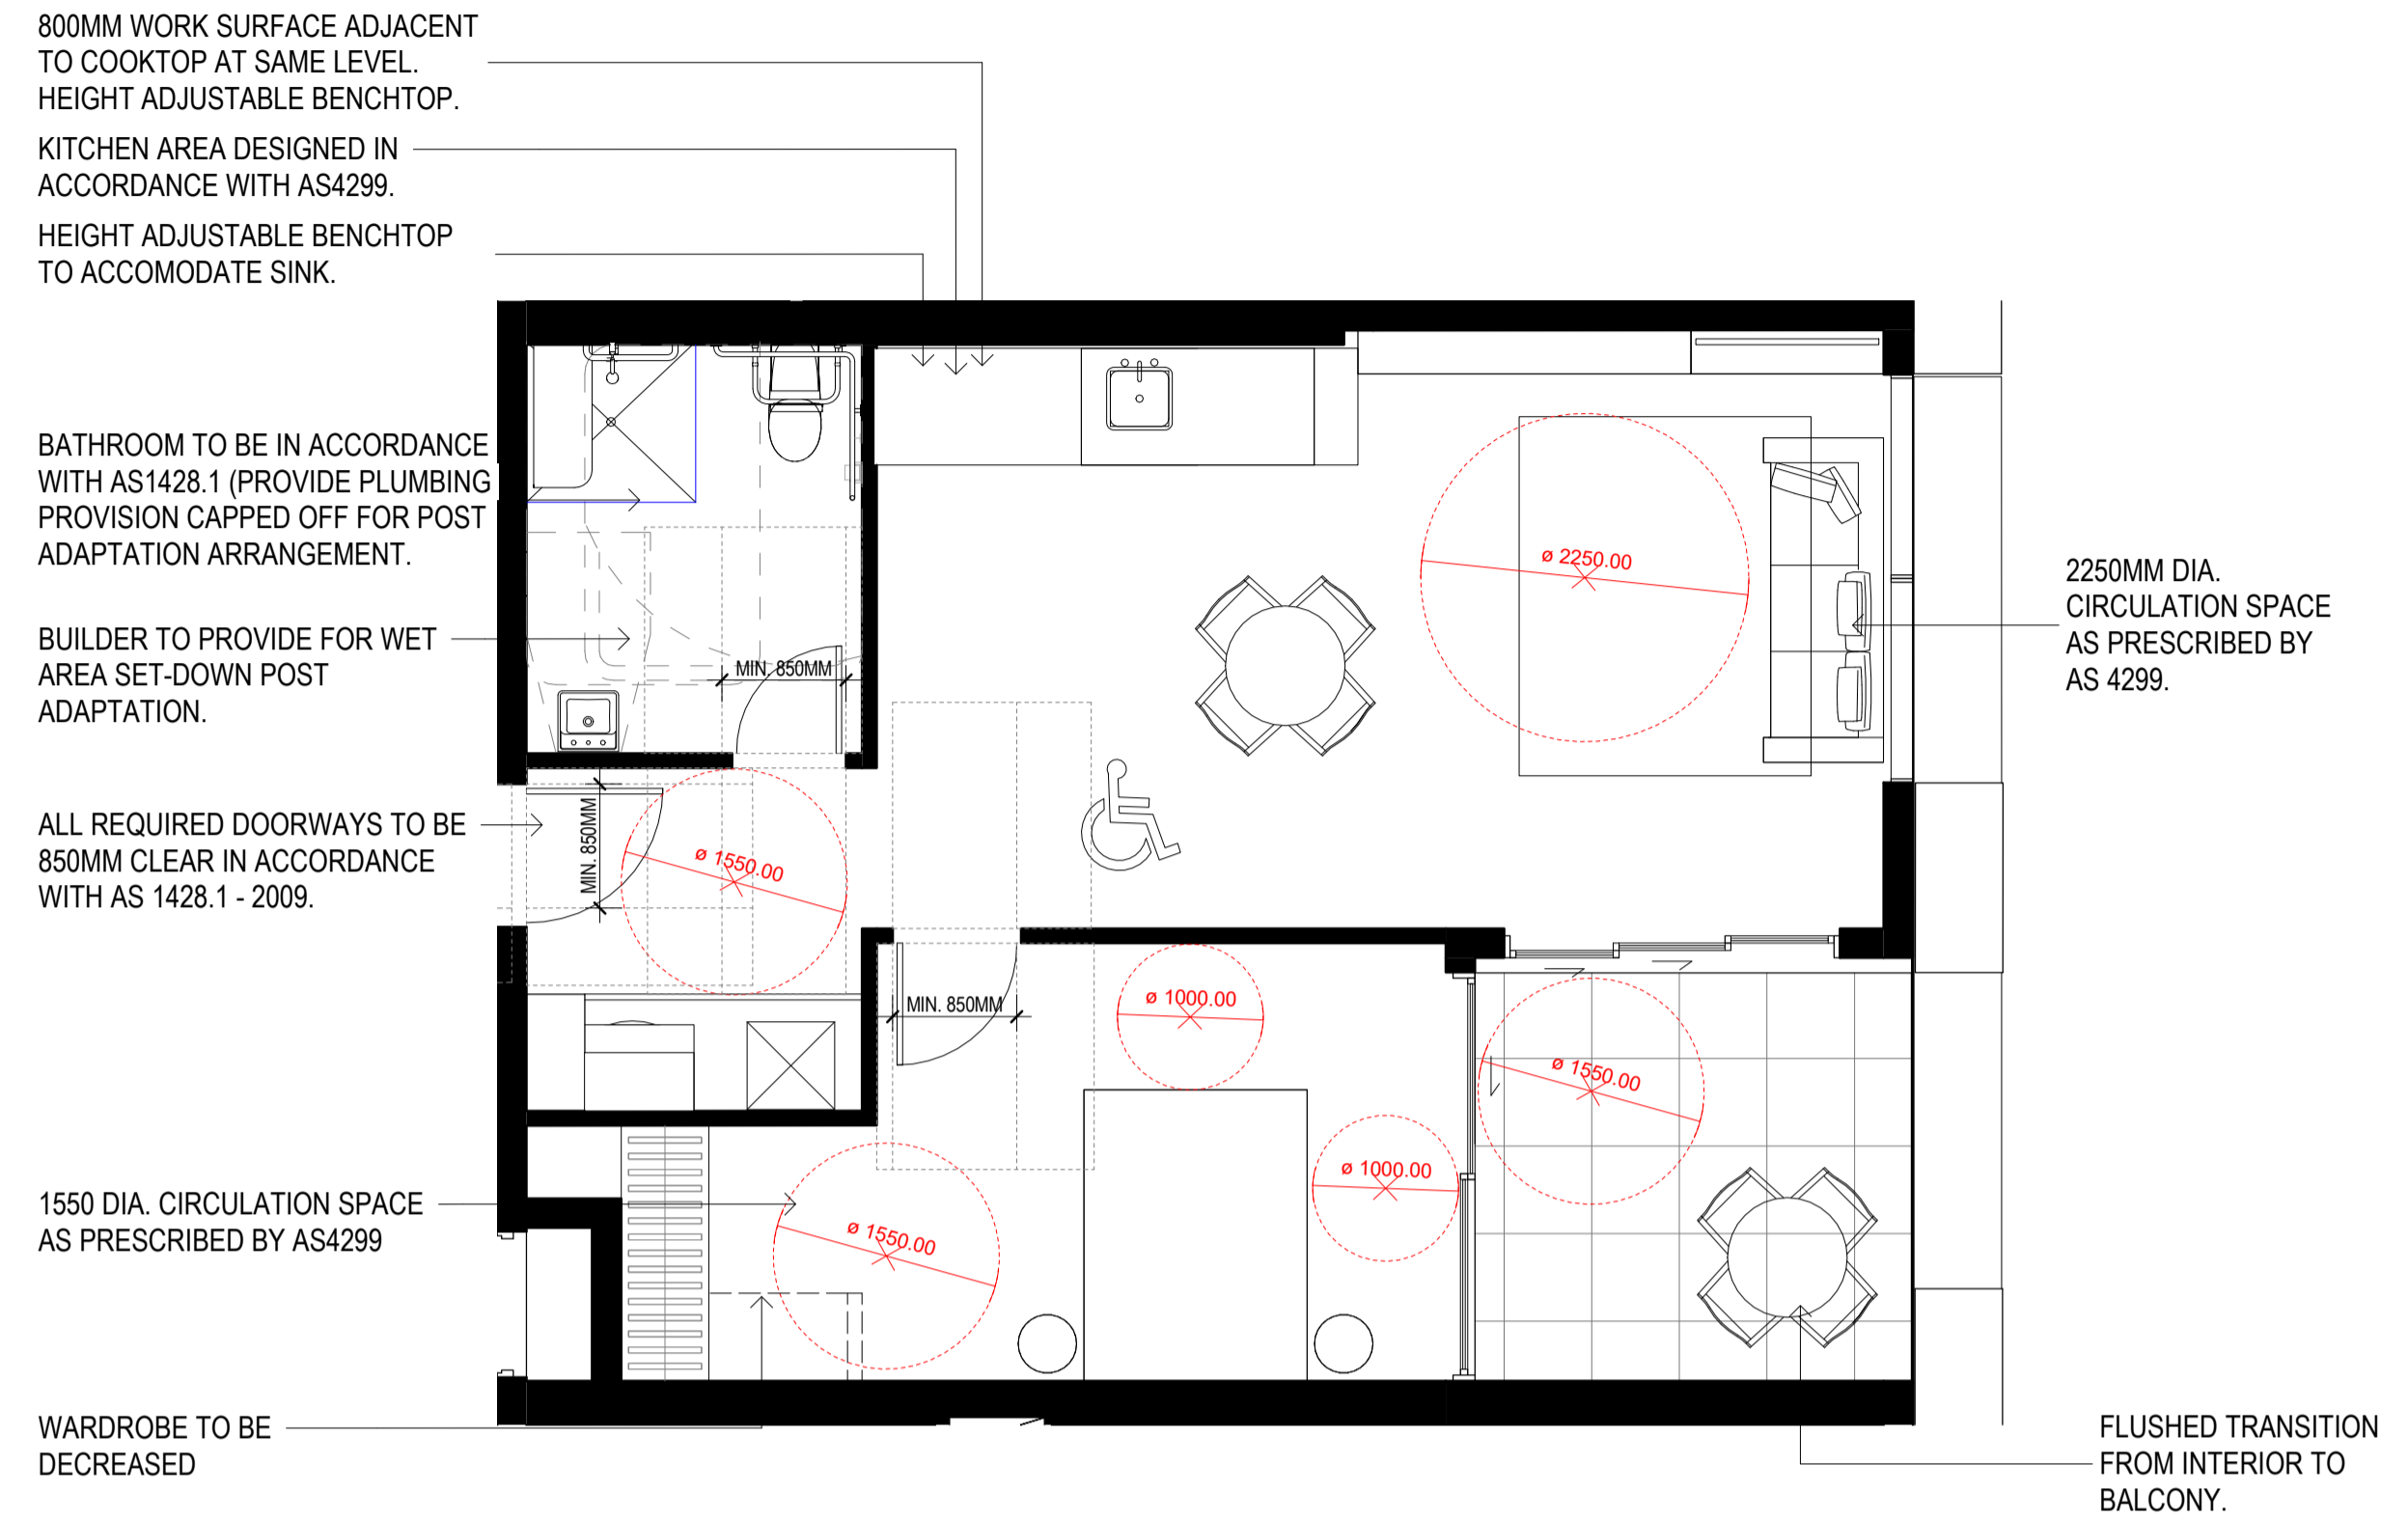 800MM WORK SURFACE ADJACENT
TO COOKTOP AT SAME LEVEL.
HEIGHT ADJUSTABLE BENCHTOP.
KITCHEN AREA DESIGNED IN
ACCORDANCE WITH AS4299.
HEIGHT ADJUSTABLE BENCHTOP
TO ACCOMODATE SINK.
BATHROOM TO BE IN ACCORDANCE
WITH AS1428.1 (PROVIDE PLUMBING
PROVISION CAPPED OFF FOR POST
ADAPTATION ARRANGEMENT.
BUILDER TO PROVIDE FOR WET
AREA SET-DOWN POST
ADAPTATION.
ALL REQUIRED DOORWAYS TO BE
850MM CLEAR IN ACCORDANCE
WITH AS 1428.1 - 2009.
1550 DIA. CIRCULATION SPACE
AS PRESCRIBED BY AS4299
WARDROBE TO BE
DECREASED
MIN. 850MM
MIN. 850MM
ø 1550.00
ø 2250.00
MIN. 850MM
ø 1000.00
ø 1000.00
ø 1550.00
ø 1550.00
2250MM DIA.
CIRCULATION SPACE
AS PRESCRIBED BY
AS 4299.
FLUSHED TRANSITION
FROM INTERIOR TO
BALCONY.